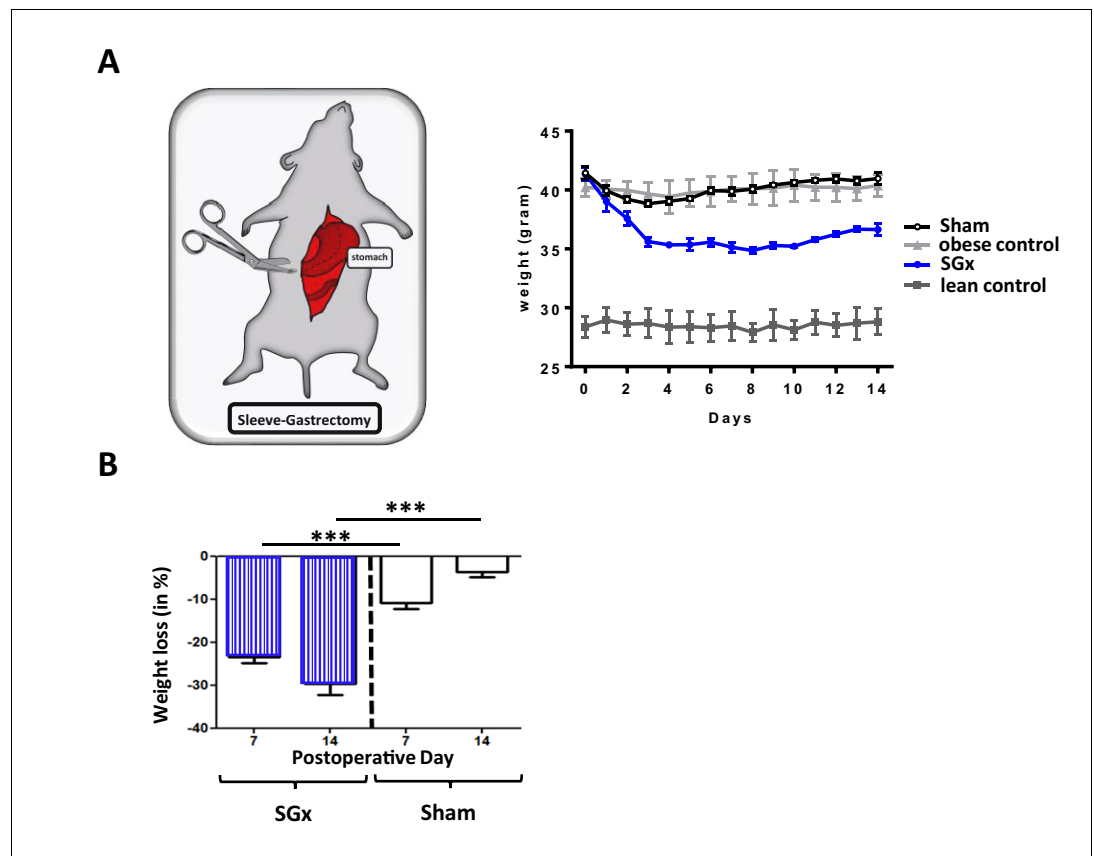 A
stomach
Sleeve-Gastrectomy
45
40
35
30
25
weight (gram)
0 2 4 6 8 10 12 14
Days
Sham
obese control
SGx
lean control
B
***
***
0
-10
-20
-30
-40
Weight loss (in %)
7 14 7 14
Postoperative Day
SGx Sham